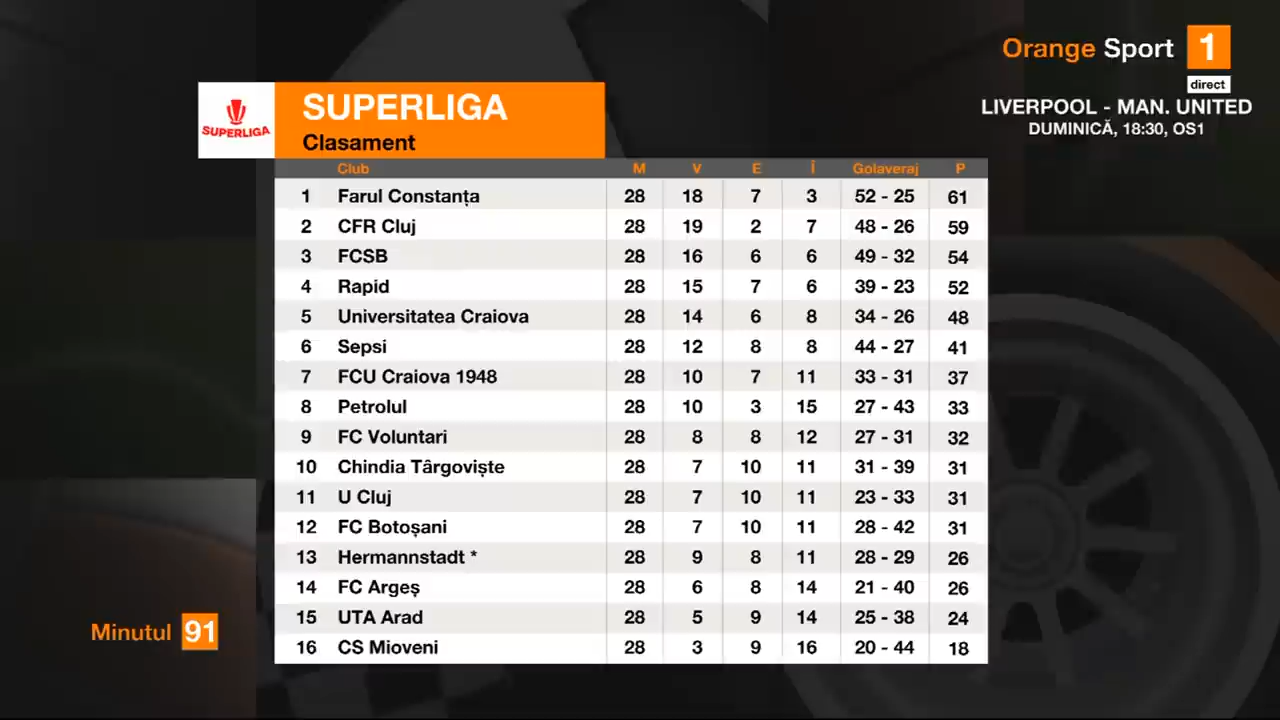 Orange Sport 1
direct
LIVERPOOL - MAN. UNITED
DUMINICĂ, 18:30, OS1
SUPERLIGA
SUPERLIGA
Clasament
Club M V E Î Golaveraj P
1 Farul Constanța 28 18 7 3 52 - 25 61
2 CFR Cluj 28 19 2 7 48 - 26 59
3 FCSB 28 16 6 6 49 - 32 54
4 Rapid 28 15 7 6 39 - 23 52
5 Universitatea Craiova 28 14 6 8 34 - 26 48
6 Sepsi 28 12 8 8 44 - 27 41
7 FCU Craiova 1948 28 10 7 11 33 - 31 37
8 Petrolul 28 10 3 15 27 - 43 33
9 FC Voluntari 28 8 8 12 27 - 31 32
10 Chindia Târgoviște 28 7 10 11 31 - 39 31
11 U Cluj 28 7 10 11 23 - 33 31
12 FC Botoșani 28 7 10 11 28 - 42 31
13 Hermannstadt * 28 9 8 11 28 - 29 26
14 FC Argeș 28 6 8 14 21 - 40 26
15 UTA Arad 28 5 9 14 25 - 38 24
16 CS Mioveni 28 3 9 16 20 - 44 18
Minutul 91